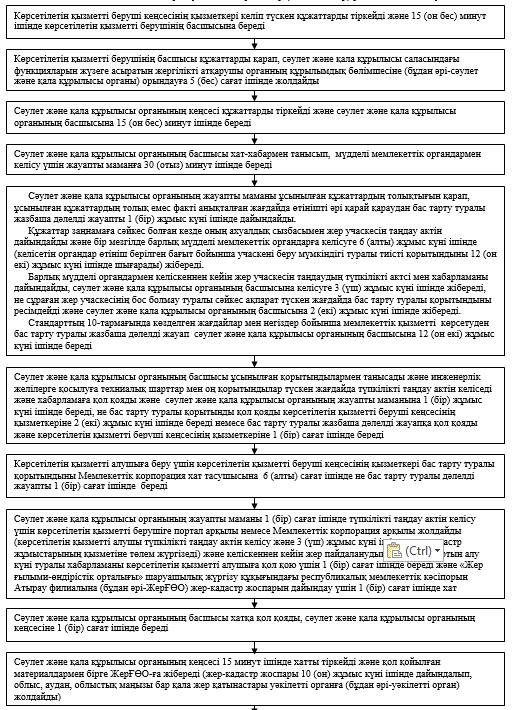 Көрсетілетін қызметті беруші кеңсесінің қызметкері келіп түскен құжаттарды тіркейді және 15 (он бес) минут
ішінде көрсетілетін қызметті берушінің басшысына береді
Көрсетілетін қызметті берушінің басшысы құжаттарды қарап, сәулет және қала құрылысы саласындағы
функцияларын жүзеге асыратын жергілікті атқарушы органның құрылымдық бөлімшесіне (бұдан әрі-сәулет
және қала құрылысы органы) орындауға 5 (бес) сағат ішінде жолдайды
Сәулет және қала құрылысы органының кеңсесі құжаттарды тіркейді және сәулет және қала құрылысы
органының басшысына 15 (он бес) минут ішінде береді
Сәулет және қала құрылысы органының басшысы хат-хабармен танысып, мүдделі мемлекеттік органдармен
келісу үшін жауапты маманға 30 (отыз) минут ішінде береді
Сәулет және қала құрылысы органының жауапты маманы ұсынылған құжаттардың толықтығын қарап,
ұсынылған құжаттардың толық емес факті анықталған жағдайда өтінішті әрі қарай қараудан бас тарту туралы
жазбаша дәлелді жауапты 1 (бір) жұмыс күні ішінде дайындайды.
Құжаттар заңнамаға сәйкес болған кезде оның ахуалдық сызбасымен жер учаскесін таңдау актін
дайындайды және бір мезгілде барлық мүдделі мемлекеттік органдарға келісуге 6 (алты) жұмыс күні ішінде
(келісетін органдар өтініш берілген бағыт бойынша учаскені беру мүмкіндігі туралы тиісті қорытындыны 12 (он
екі) жұмыс күні ішінде шығарады) жібереді.
Барлық мүдделі органдармен келіскеннен кейін жер учаскесін таңдаудың түпкілікті актісі мен хабарламаны
дайындайды, сәулет және қала құрылысы органының басшысына келісуге 3 (үш) жұмыс күні ішінде жібереді,
не сұраған жер учаскесінің бос болмау туралы сәйкес ақпарат түскен жағдайда бас тарту туралы қорытындыны
ресімдейді және сәулет және қала құрылысы органының басшысына 2 (екі) жұмыс күні ішінде жібереді.
Стандарттың 10-тармағында көзделген жағдайлар мен негіздер бойынша мемлекеттік қызметті көрсетуден
бас тарту туралы жазбаша дәлелді жауап сәулет және қала құрылысы органының басшысына 12 (он екі) жұмыс
күні ішінде береді
Сәулет және қала құрылысы органының басшысы ұсынылған қорытындылармен танысады және инженерлік
желілерге қосылуға техниалық шарттар мен оң қорытындылар түскен жағдайда түпкілікті таңдау актін келіседі
және хабарламаға қол қояды және сәулет және қала құрылысы органының жауапты маманына 1 (бір) жұмыс
күні ішінде береді, не бас тарту туралы қорытынды қол қояды көрсетілетін қызметті беруші кеңсесінің
қызметкеріне 2 (екі) жұмыс күні ішінде береді немесе бас тарту туралы жазбаша дәлелді жауапқа қол қояды
және көрсетілетін қызметті беруші кеңсесінің қызметкеріне 1 (бір) сағат ішінде береді
Көрсетілетін қызметті алушыға беру үшін көрсетілетін қызметті беруші кеңсесінің қызметкері бас тарту туралы
қорытындыны Мемлекеттік корпорация хат тасушысына 6 (алты) сағат ішінде не бас тарту туралы дәлелді
жауапты 1 (бір) сағат ішінде береді
Сәулет және қала құрылысы органының жауапты маманы 1 (бір) сағат ішінде түпкілікті таңдау актін келісу
үшін көрсетілетін қызметті берушіге портал арқылы немесе Мемлекеттік корпорация арқылы жолдайды
(көрсетілетін қызметті алушы түпкілікті таңдау актін келісу және 3 (үш) жұмыс күні
жұмыстарының қызметіне төлем жүргізеді) және келіскеннен кейін жер алу
күні туралы хабарламаны көрсетілетін қызметті алушыға қол қою үшін 1 (бір) сағат ішінде береді және «Жер
ғылыми-өндірістік орталығы» шаруашылық жүргізу құқығындағы республикалық мемлекеттік кәсіпорын
Атырау филиалына (бұдан әрі-ЖерҒӨО) жер-кадастр жоспарын дайындау үшін 1 (бір) сағат ішінде хат
(Ctrl)
Сәулет және қала құрылысы органының басшысы хатқа қол қояды, сәулет және қала құрылысы органының
кеңсесіне 1 (бір) сағат ішінде береді
Сәулет және қала құрылысы органының кеңсесі 15 минут ішінде хатты тіркейді және қол қойылған
материалдармен бірге ЖерҒӨО-ға жібереді (жер-кадастр жоспары 10 (он) жұмыс күні ішінде дайындалып,
облыс, аудан, облыстық маңызы бар қала жер қатынастары уәкілетті органға (бұдан әрі-уәкілетті орган)
жолдайды)